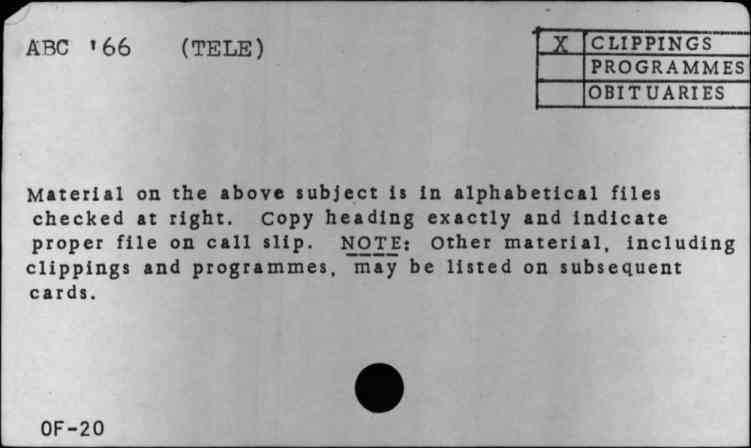 ABC '66 (TELE)
X CLIPPINGS
PROGRAMMES
OBITUARIES
Material on the above subject is in alphabetical files
checked at right. Copy heading exactly and indicate
proper file on call slip. NOTE: Other material, including
clippings and programmes, may be listed on subsequent
cards.
OF-20